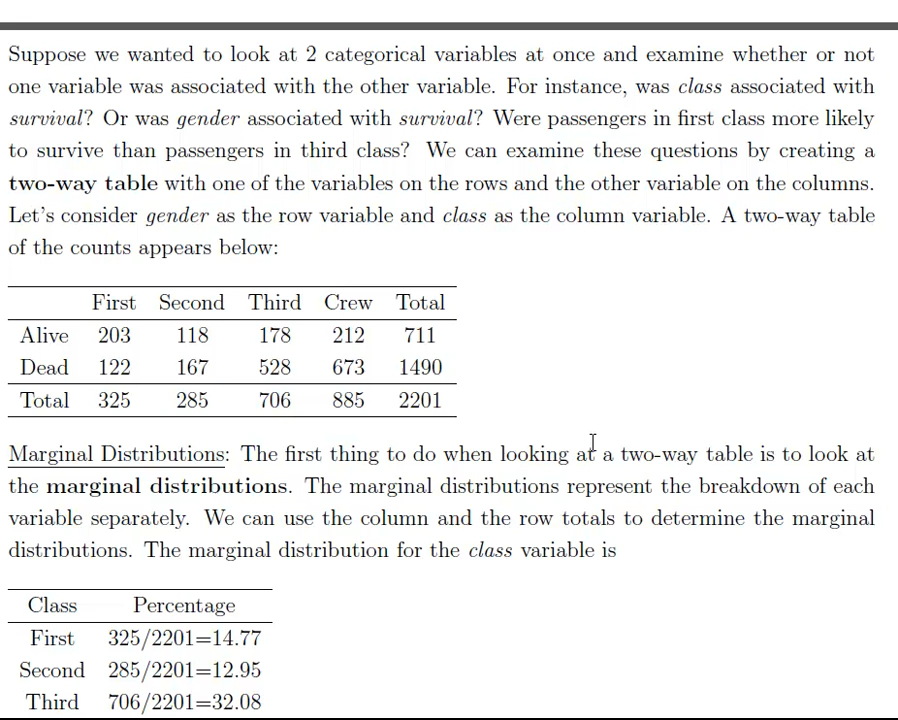 Suppose we wanted to look at 2 categorical variables at once and examine whether or not
one variable was associated with the other variable. For instance, was class associated with
survival? Or was gender associated with survival? Were passengers in first class more likely
to survive than passengers in third class? We can examine these questions by creating a
two-way table with one of the variables on the rows and the other variable on the columns.
Let's consider gender as the row variable and class as the column variable. A two-way table
of the counts appears below:
First Second Third Crew Total
Alive 203 118 178 212 711
Dead 122 167 528 673 1490
Total 325 285 706 885 2201
Marginal Distributions: The first thing to do when looking at a two-way table is to look at
the marginal distributions. The marginal distributions represent the breakdown of each
variable separately. We can use the column and the row totals to determine the marginal
distributions. The marginal distribution for the class variable is
Class Percentage
First 325/2201=14.77
Second 285/2201=12.95
Third 706/2201=32.08